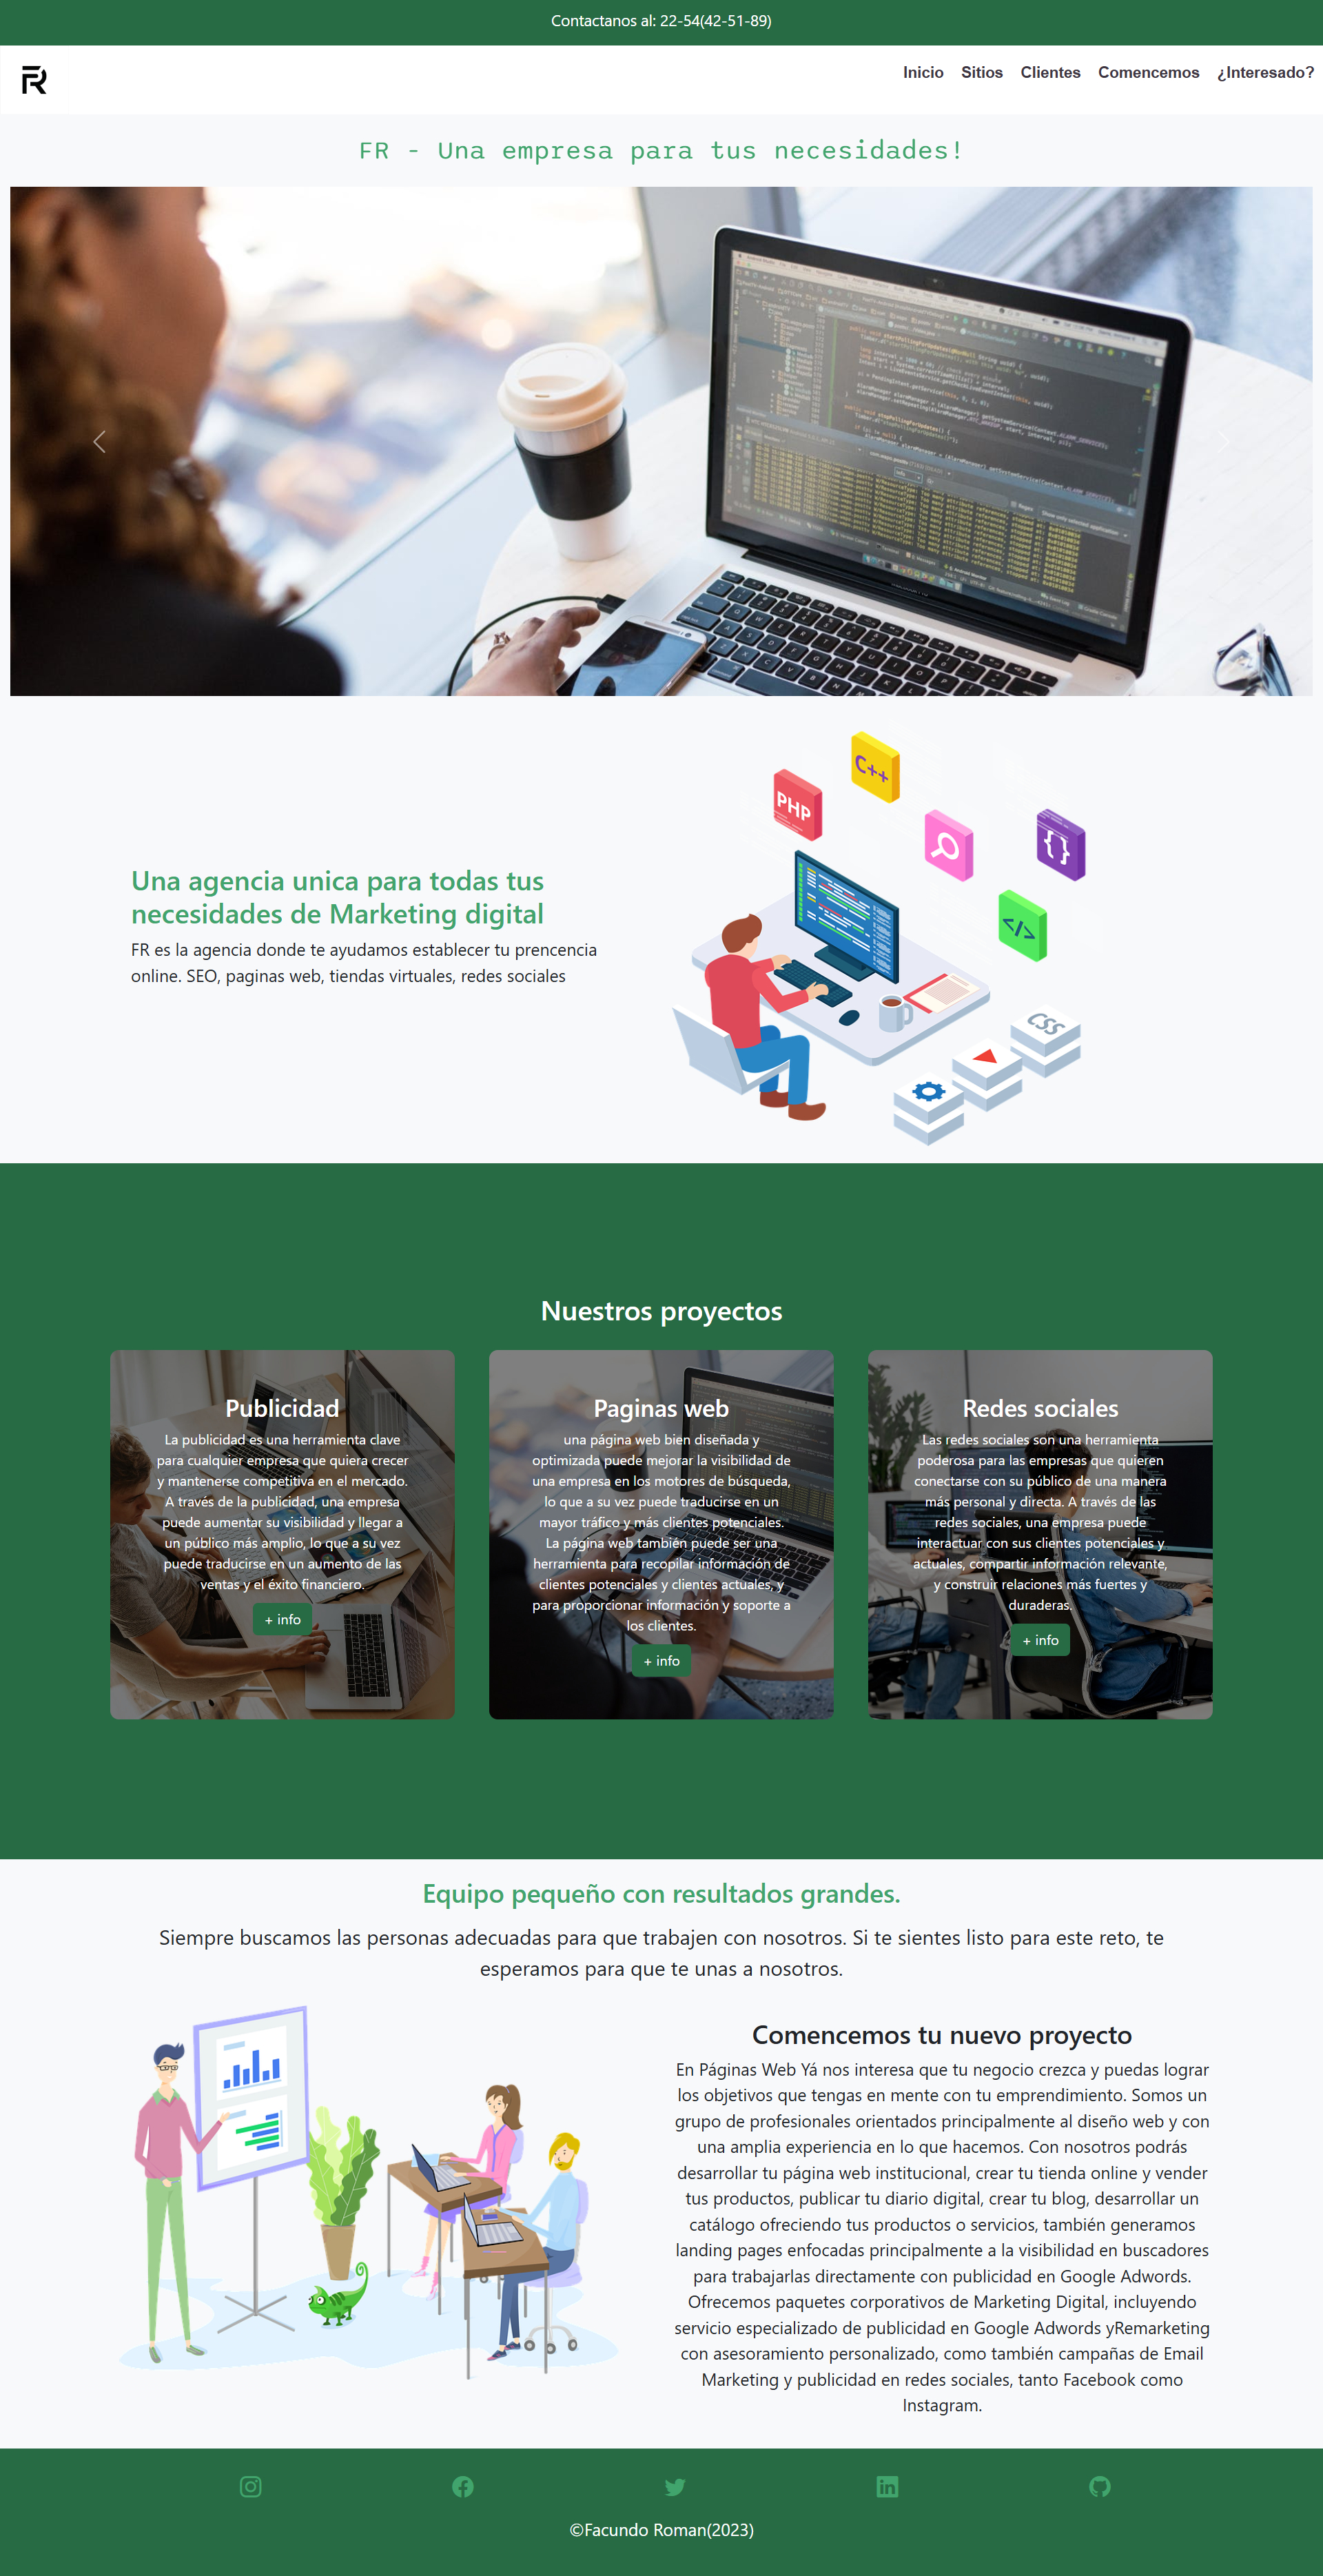 Contactanos al: 22-54(42-51-89)
FR
Inicio Sitios Clientes Comencemos ¿Interesado?
FR - Una empresa para tus necesidades!
PHP
C++
{}
</>
CSS
Una agencia unica para todas tus
necesidades de Marketing digital
FR es la agencia donde te ayudamos establecer tu prencencia
online. SEO, paginas web, tiendas virtuales, redes sociales
Nuestros proyectos
Publicidad
La publicidad es una herramienta clave
para cualquier empresa que quiera crecer
y mantenerse competitiva en el mercado.
A través de la publicidad, una empresa
puede aumentar su visibilidad y llegar a
un público más amplio, lo que a su vez
puede traducirse en un aumento de las
ventas y el éxito financiero.
+ info
Paginas web
una página web bien diseñada y
optimizada puede mejorar la visibilidad de
una empresa en los motores de búsqueda,
lo que a su vez puede traducirse en un
mayor tráfico y más clientes potenciales.
La página web también puede ser una
herramienta para recopilar información de
clientes potenciales y clientes actuales, y
para proporcionar información y soporte a
los clientes.
+ info
Redes sociales
Las redes sociales son una herramienta
poderosa para las empresas que quieren
conectarse con su público de una manera
más personal y directa. A través de las
redes sociales, una empresa puede
interactuar con sus clientes potenciales y
actuales, compartir información relevante,
y construir relaciones más fuertes y
duraderas.
+ info
Equipo pequeño con resultados grandes.
Siempre buscamos las personas adecuadas para que trabajen con nosotros. Si te sientes listo para este reto, te
esperamos para que te unas a nosotros.
Comencemos tu nuevo proyecto
En Páginas Web Yá nos interesa que tu negocio crezca y puedas lograr
los objetivos que tengas en mente con tu emprendimiento. Somos un
grupo de profesionales orientados principalmente al diseño web y con
una amplia experiencia en lo que hacemos. Con nosotros podrás
desarrollar tu página web institucional, crear tu tienda online y vender
tus productos, publicar tu diario digital, crear tu blog, desarrollar un
catálogo ofreciendo tus productos o servicios, también generamos
landing pages enfocadas principalmente a la visibilidad en buscadores
para trabajarlas directamente con publicidad en Google Adwords.
Ofrecemos paquetes corporativos de Marketing Digital, incluyendo
servicio especializado de publicidad en Google Adwords yRemarketing
con asesoramiento personalizado, como también campañas de Email
Marketing y publicidad en redes sociales, tanto Facebook como
Instagram.
©Facundo Roman(2023)